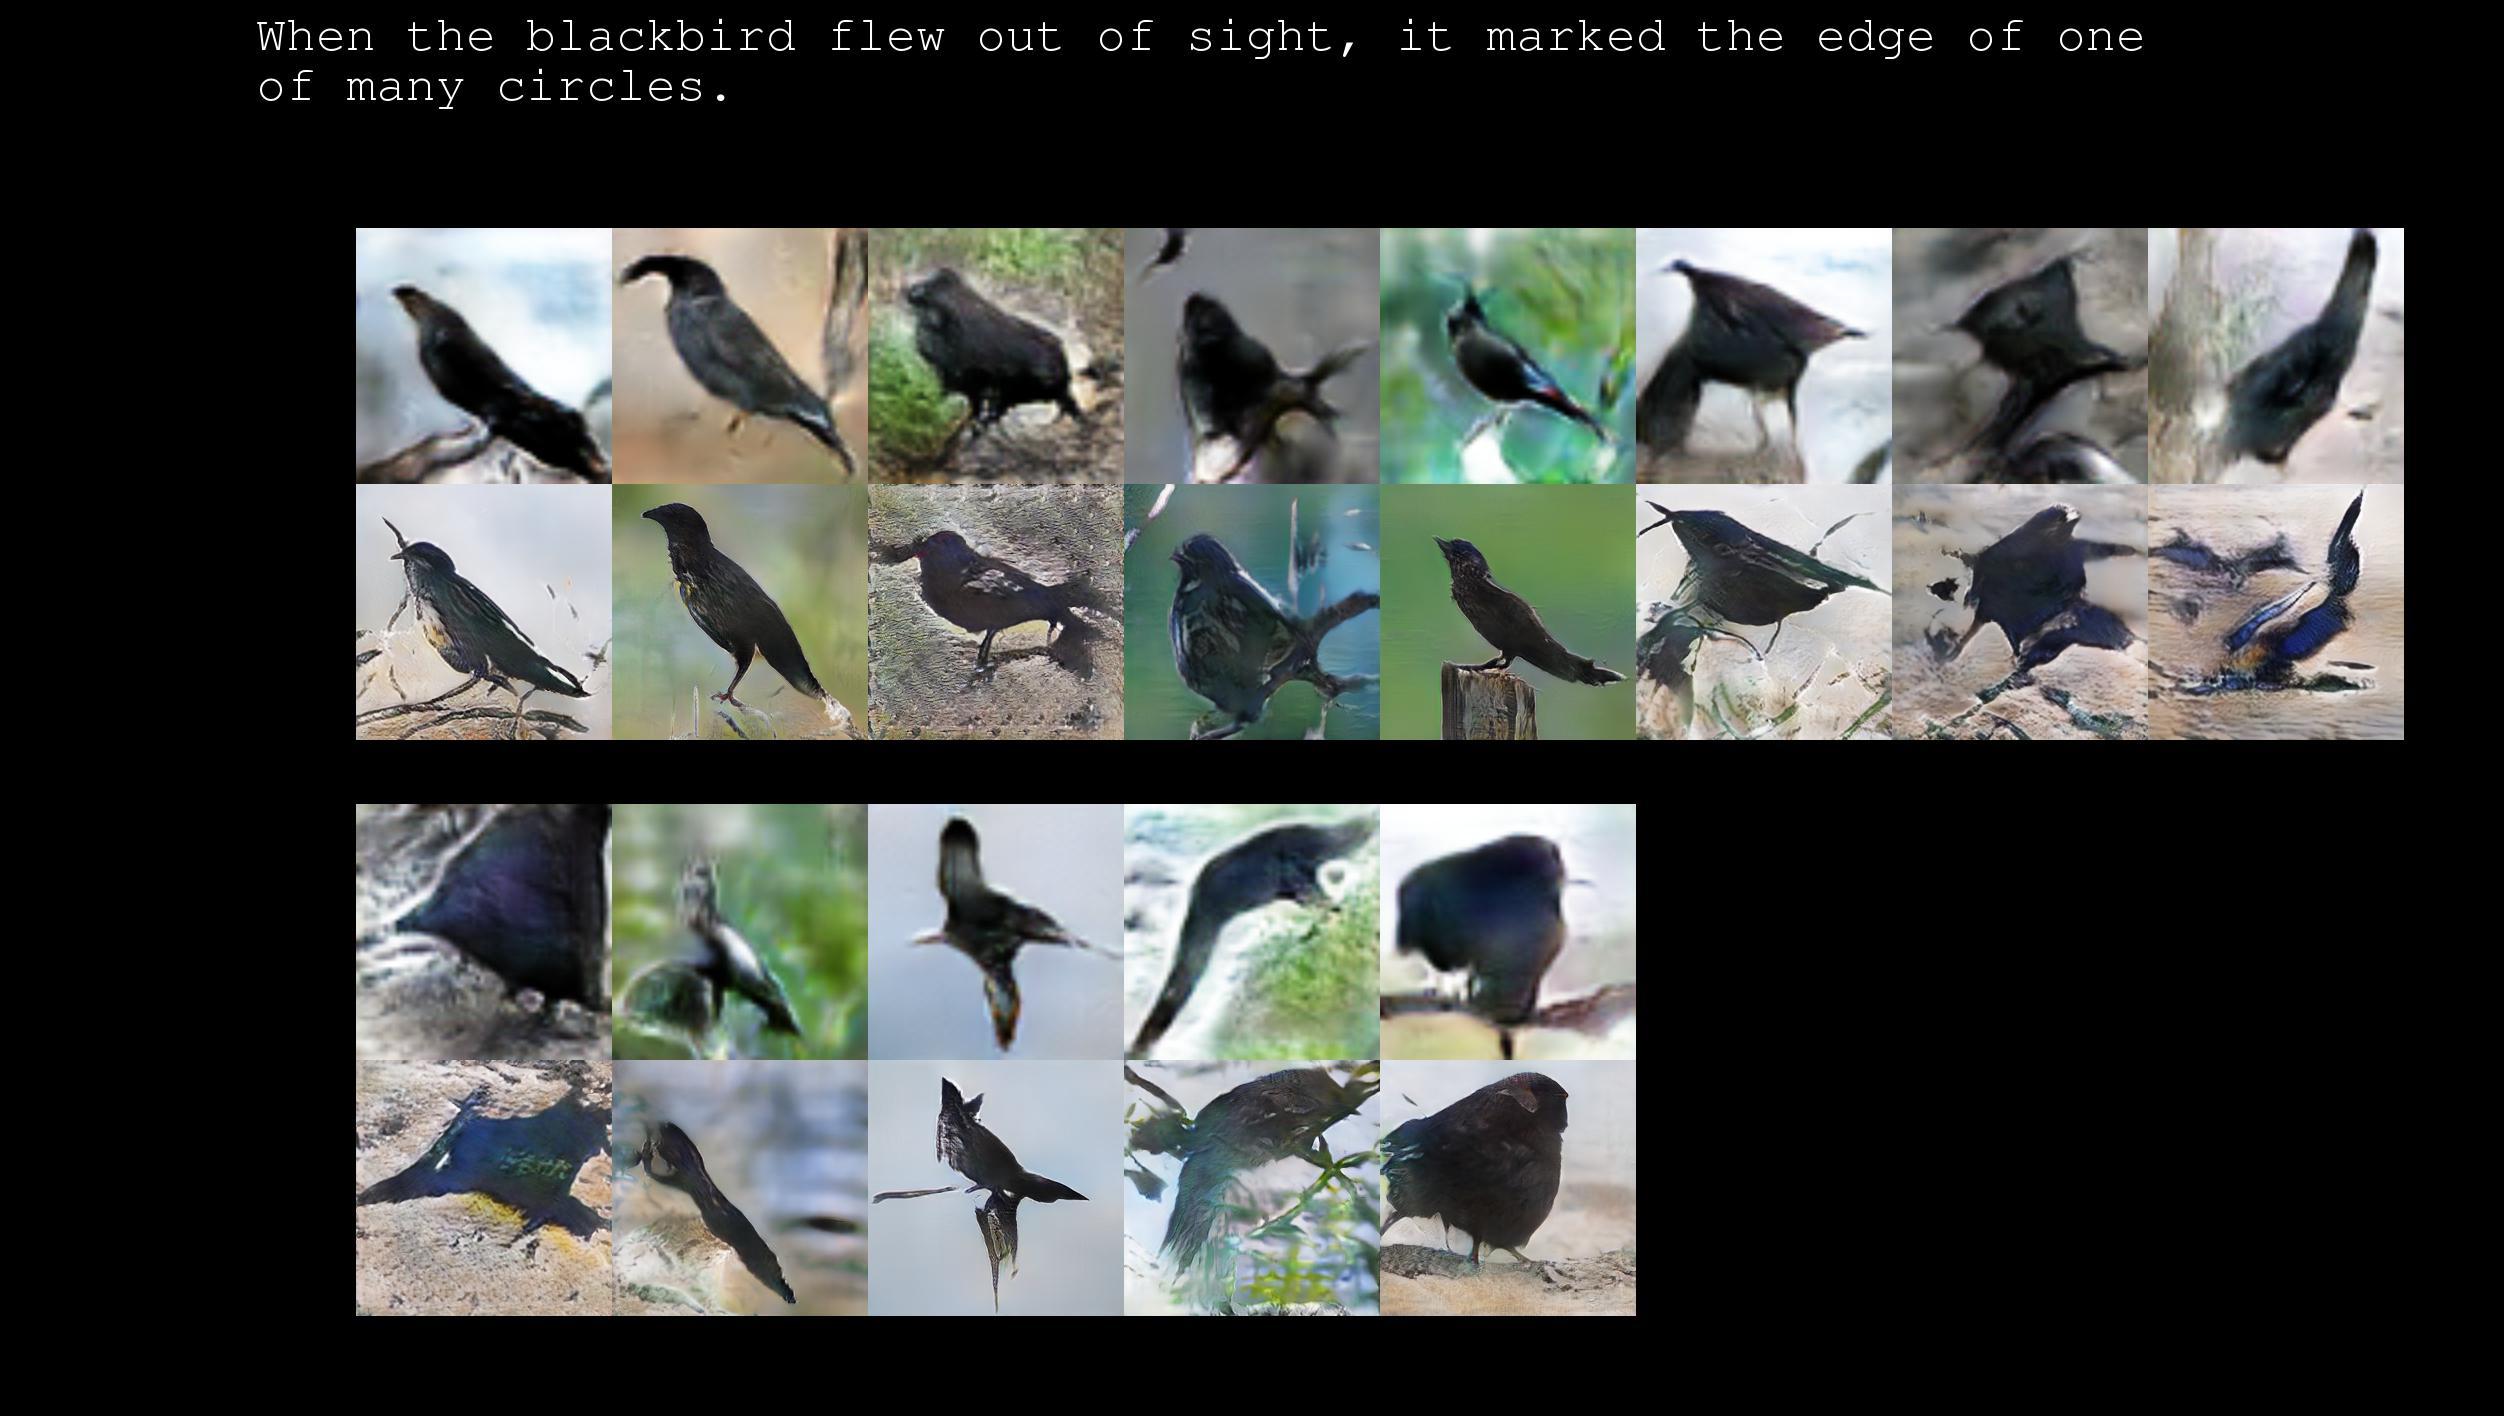 When the blackbird flew out of sight, it marked the edge of one
of many circles.